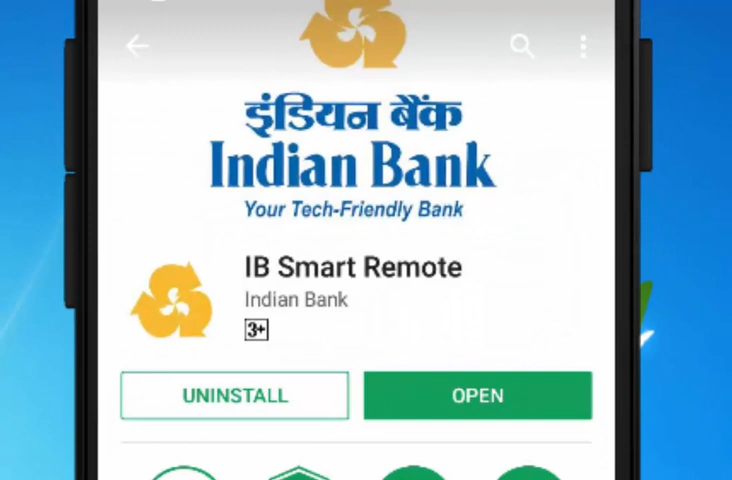 इंडियन बैंक
Indian Bank
Your Tech-Friendly Bank
IB Smart Remote
Indian Bank
3+
UNINSTALL
OPEN